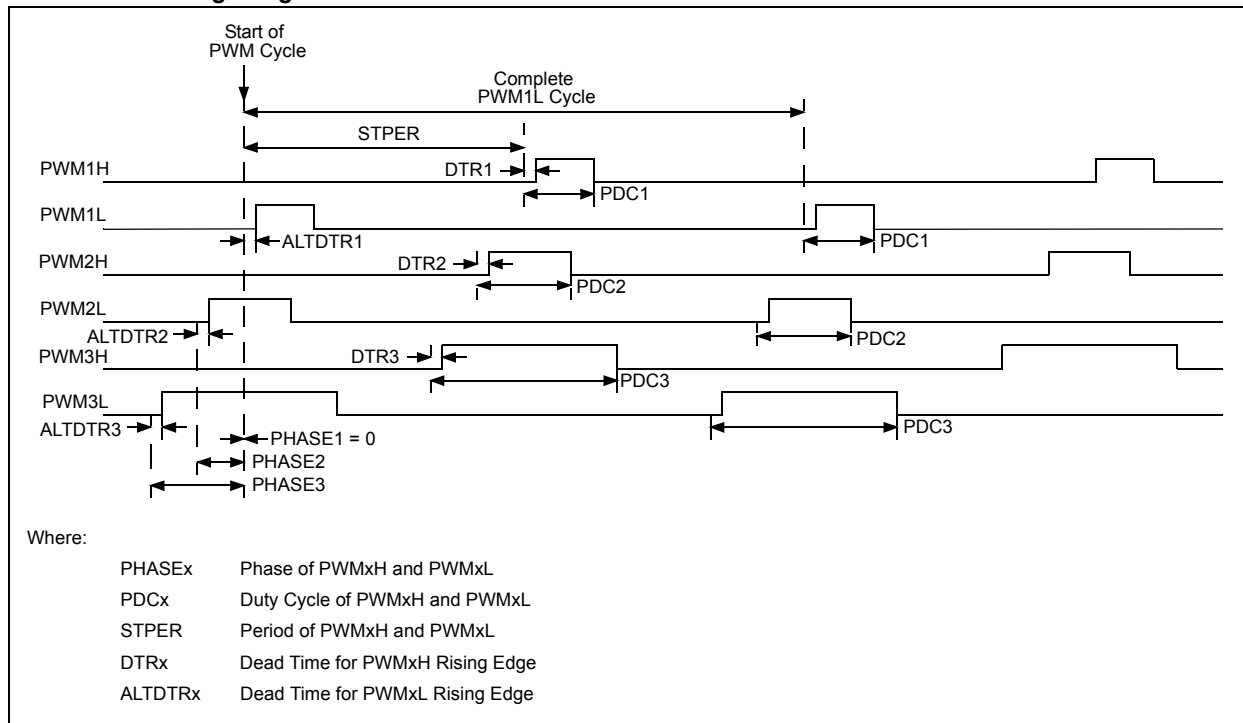 Start of
PWM Cycle
Complete
PWM1L Cycle
STPER
PWM1H
DTR1
PDC1
PWM1L
ALTDTR1
PDC1
PWM2H
DTR2
PDC2
PWM2L
ALTDTR2
PDC2
PWM3H
DTR3
PDC3
PWM3L
ALTDTR3
PDC3
PHASE1 = 0
PHASE2
PHASE3
Where:
PHASEx Phase of PWMxH and PWMxL
PDCx Duty Cycle of PWMxH and PWMxL
STPER Period of PWMxH and PWMxL
DTRx Dead Time for PWMxH Rising Edge
ALTDTRx Dead Time for PWMxL Rising Edge